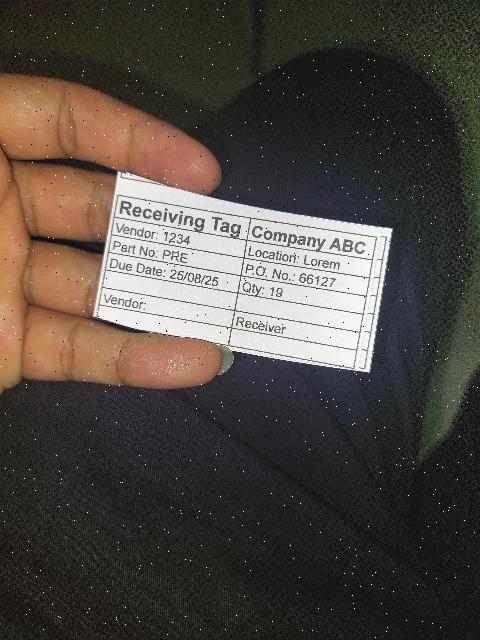 Receiving Tag Company ABC
Vendor: 1234 Location: Lorem
Part No: PRE P.O. No.: 66127
Due Date: 25/08/25 Qty: 19
Vendor: Receiver